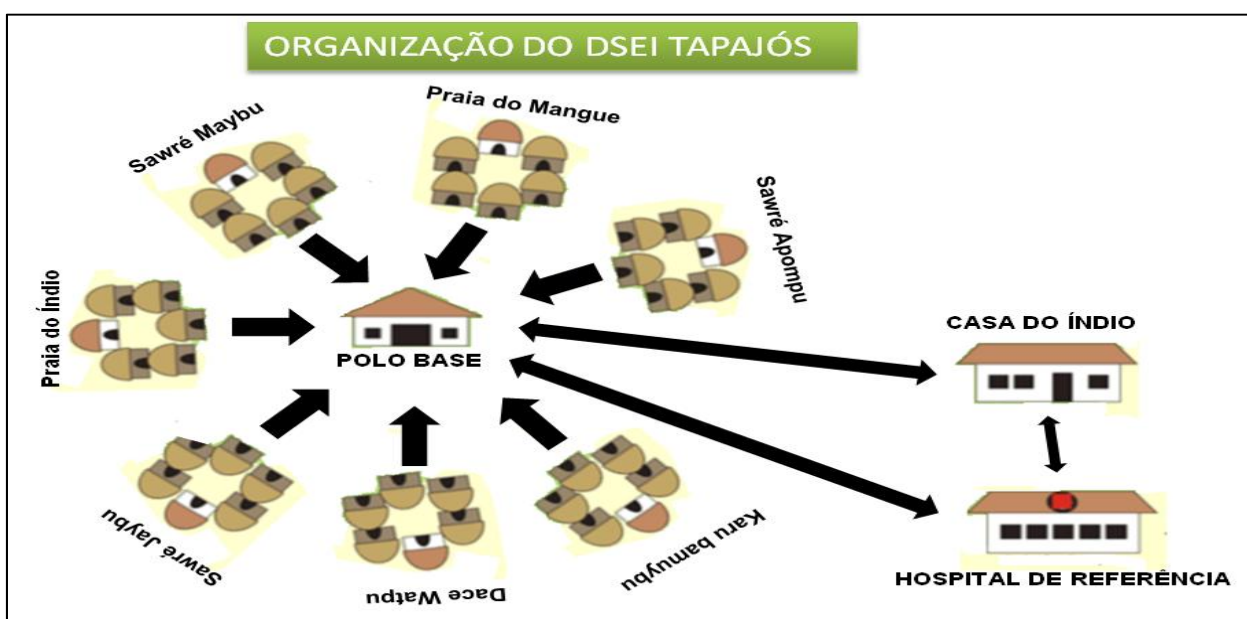 ORGANIZAÇÃO DO DSEI TAPAJÓS
Sawré Maybu
Praia do Mangue
Sawré Apompu
Praia do Índio
POLO BASE
CASA DO ÍNDIO
Sawré Jaybu
Dace Watpu
Karu bamuybu
HOSPITAL DE REFERÊNCIA